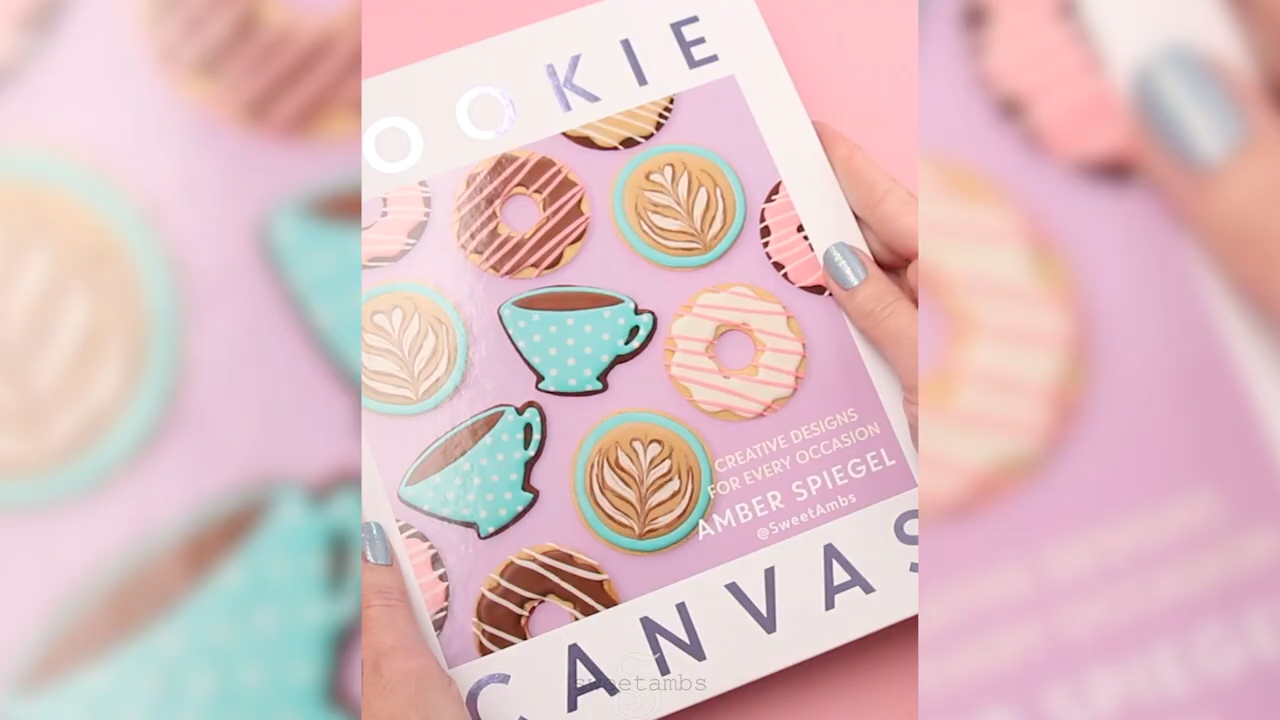 OOKIE
CREATIVE DESIGNS
FOR EVERY OCCASION
AMBER SPIEGEL
@SweetAmbs
CANVAS
sweetambs